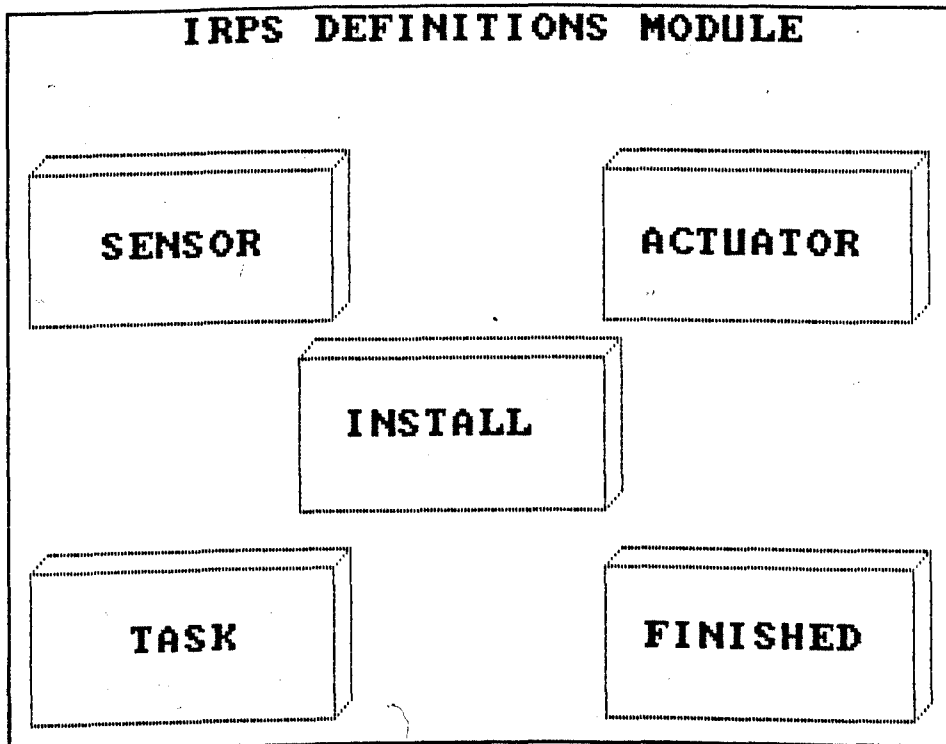 IRPS DEFINITIONS MODULE
SENSOR
ACTUATOR
INSTALL
TASK
FINISHED